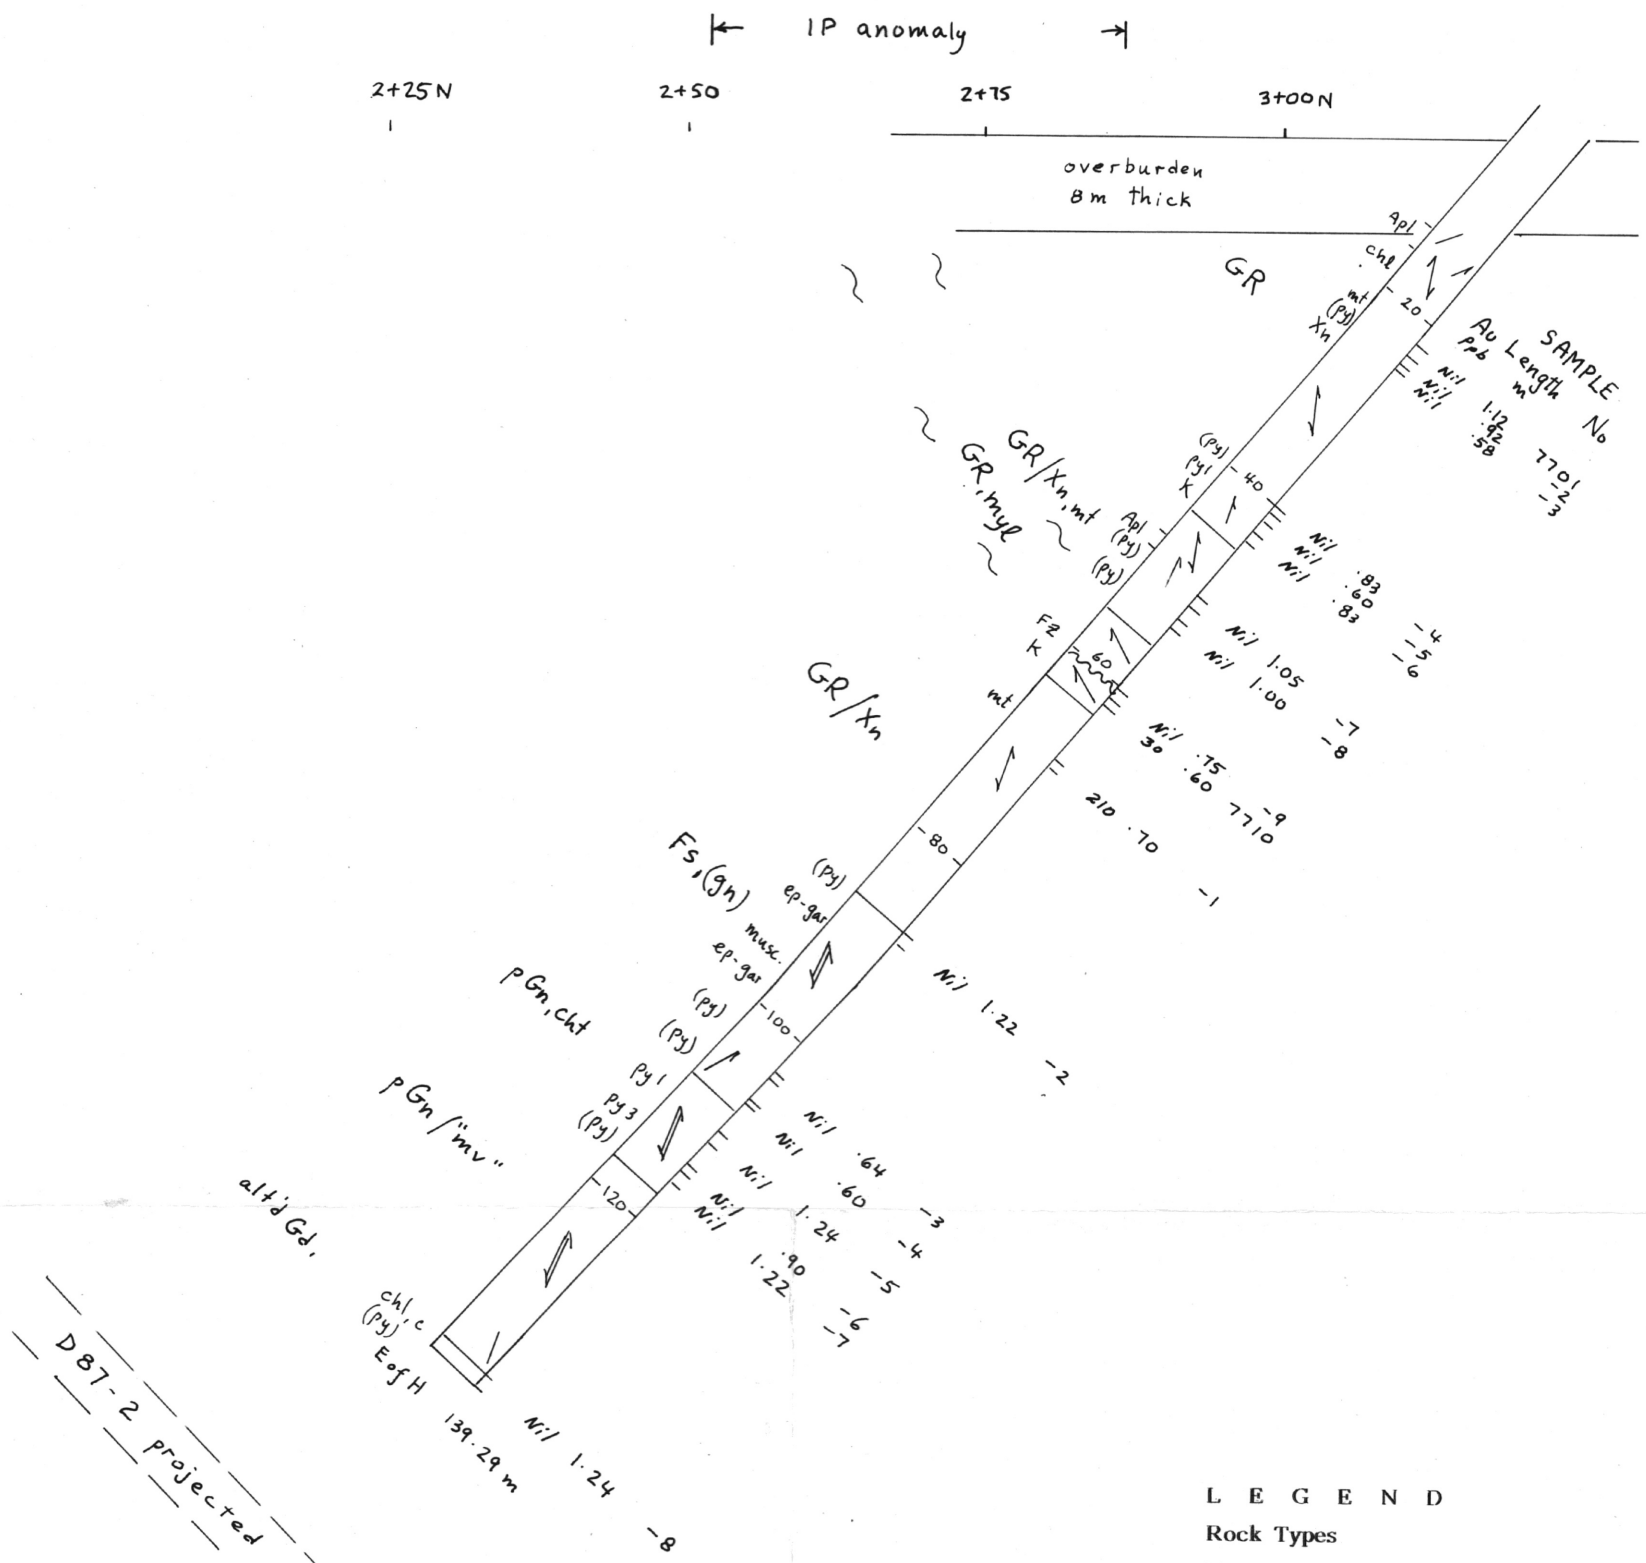 IP anomaly
2+25N
2+50
2+75
3+00N
overburden
8m thick
Apl
chl
GR
mt
(py)
Xn
20
SAMPLE
Au Length No
ppb m
Nil 1.12 7701
Nil .92 -2
Nil .58 -3
(py)
py1
K
40
GR/Xn,mt
GR,myl
Apl
(py)
(py)
Nil .83 -4
Nil .60 -5
Nil .83 -6
Fz
K
60
Nil 1.05 -7
Nil 1.00 -8
GR/Xn
mt
Nil .75 -9
30 .60 7710
210 .70 -1
80
Fs,(gn)
(py)
ep-gar
musc.
ep-gar
Nil 1.22 -2
pGn,cht
(py)
100
(py)
py1
pGn/"mv"
py3
(py)
Nil .64 -3
Nil .60 -4
Nil 1.24 -5
Nil .90 -6
Nil 1.22 -7
120
alt'd Gd,
chl,c
(py)
E of H
139.29m
Nil 1.24 -8
D87-2 projected
LEGEND
Rock Types